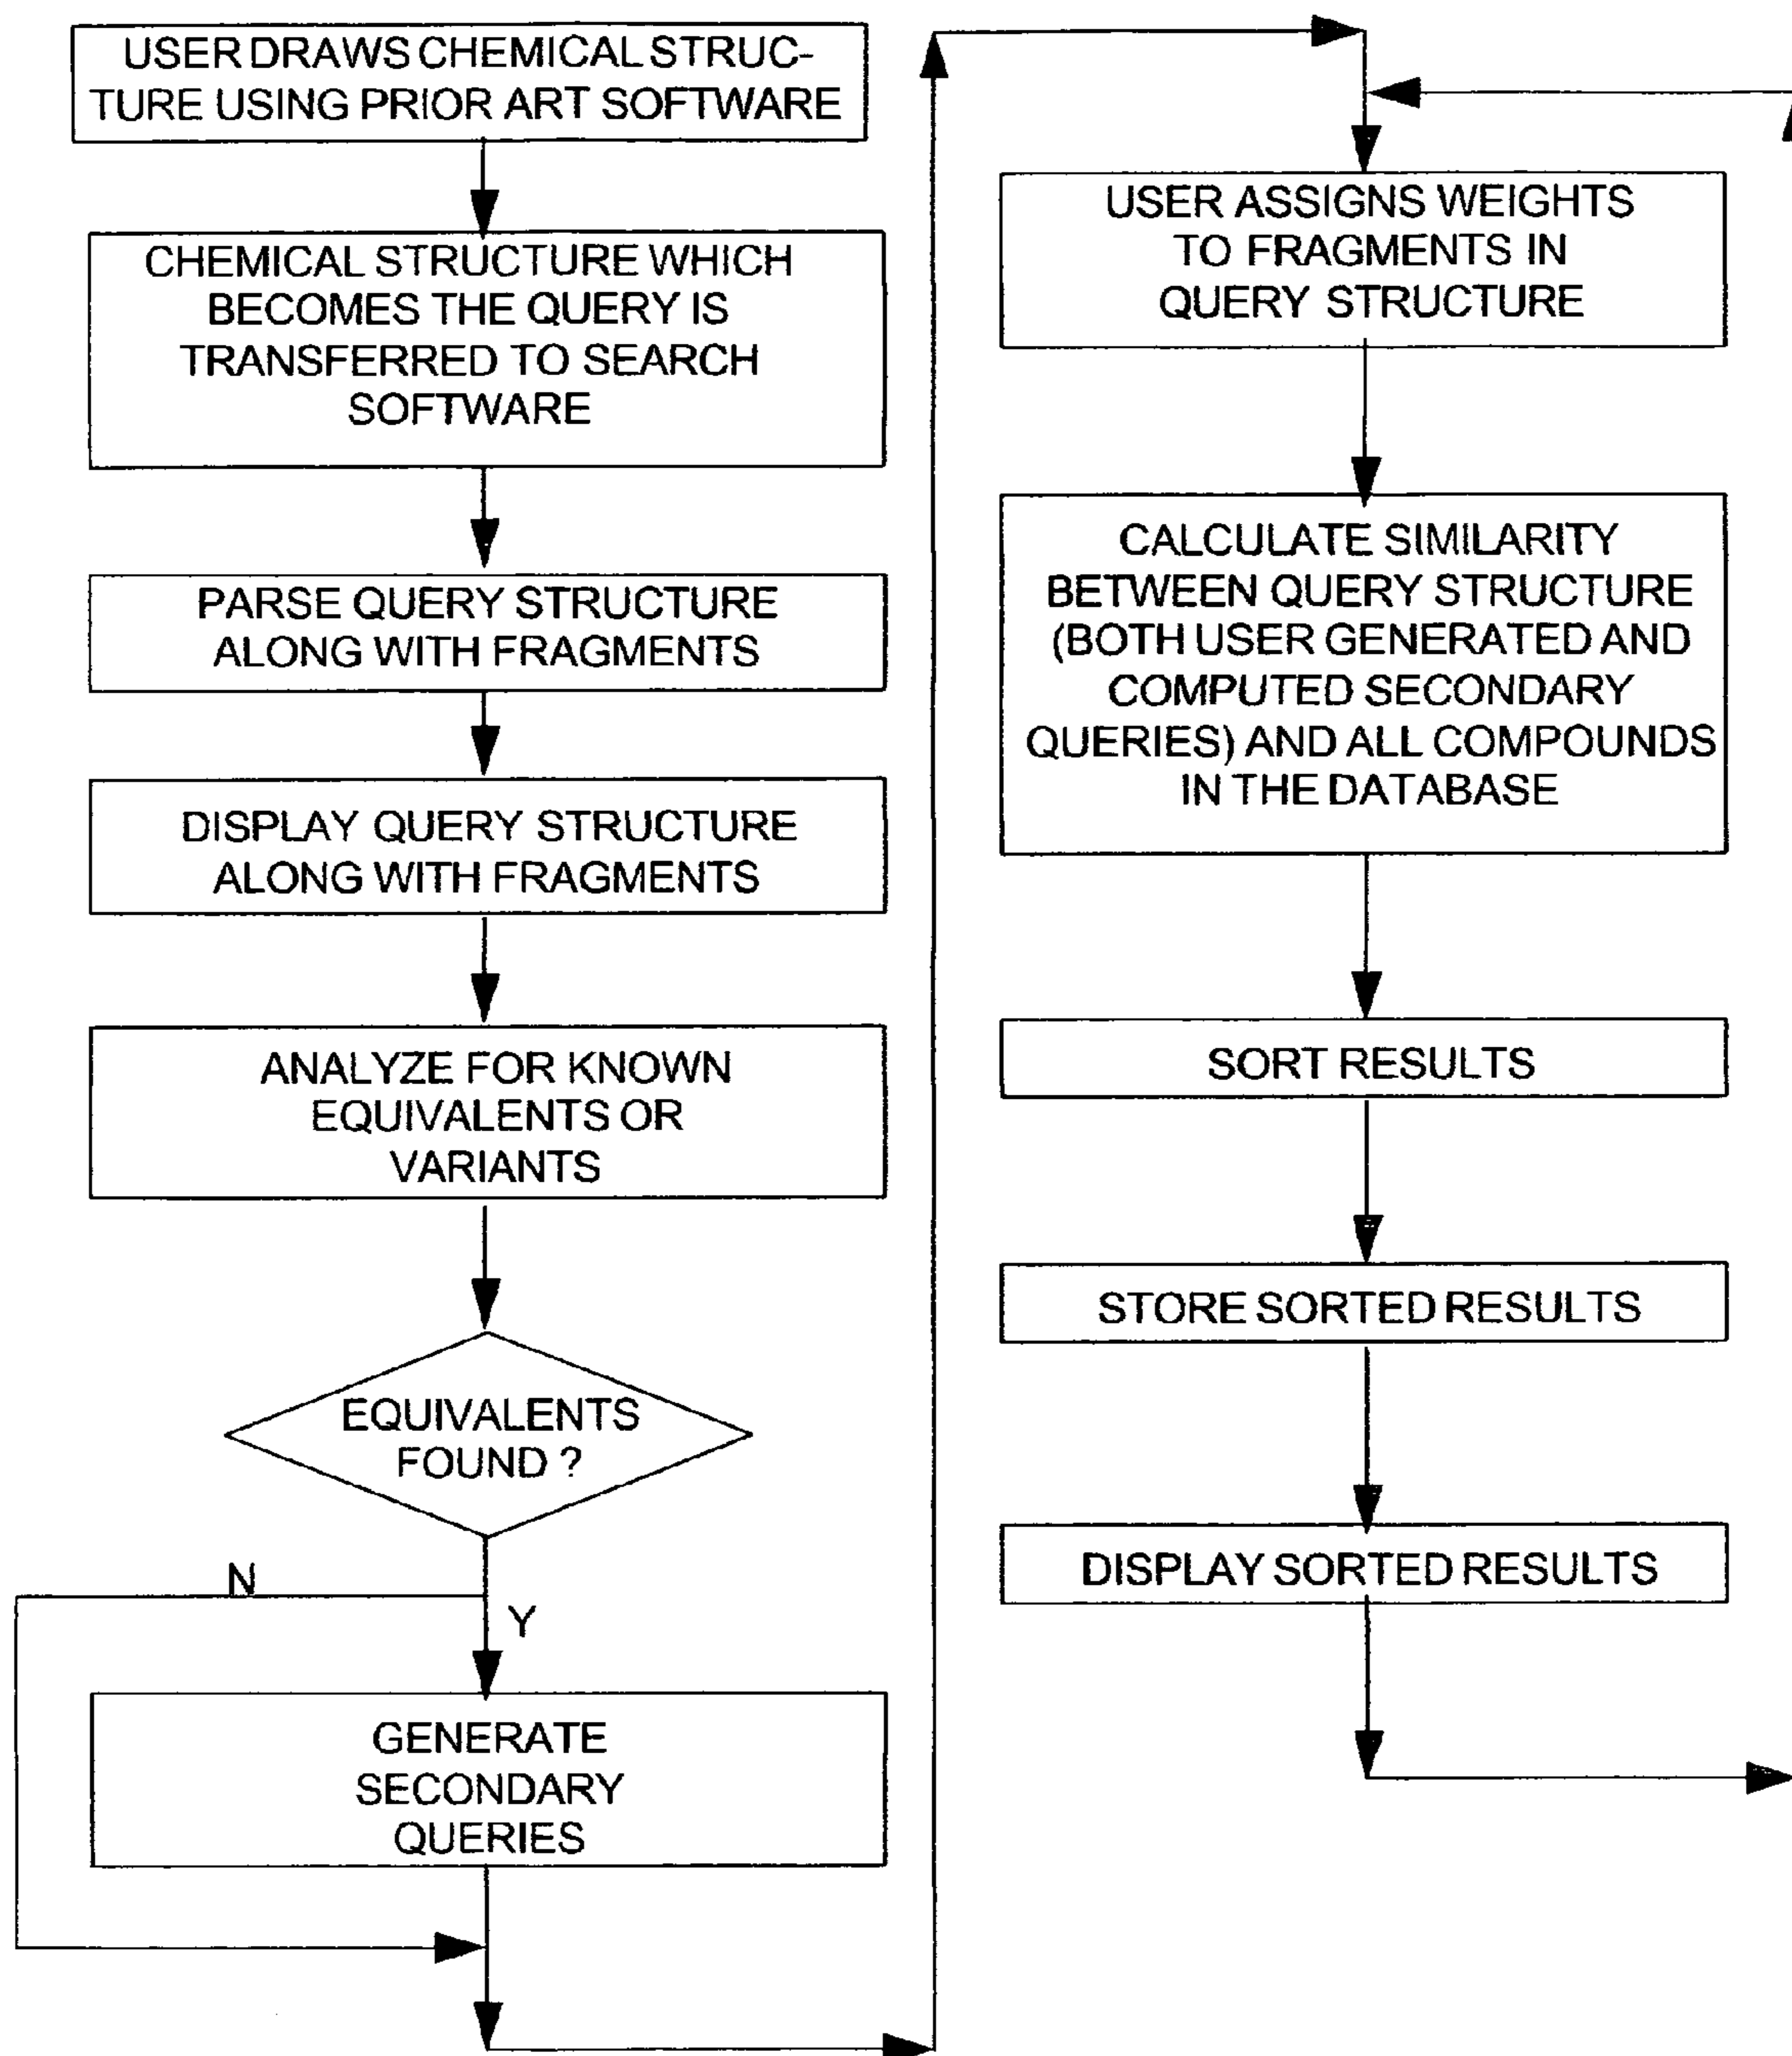 USER DRAWS CHEMICAL STRUC-
TURE USING PRIOR ART SOFTWARE
CHEMICAL STRUCTURE WHICH
BECOMES THE QUERY IS
TRANSFERRED TO SEARCH
SOFTWARE
PARSE QUERY STRUCTURE
ALONG WITH FRAGMENTS
DISPLAY QUERY STRUCTURE
ALONG WITH FRAGMENTS
ANALYZE FOR KNOWN
EQUIVALENTS OR
VARIANTS
EQUIVALENTS
FOUND ?
N
Y
GENERATE
SECONDARY
QUERIES
USER ASSIGNS WEIGHTS
TO FRAGMENTS IN
QUERY STRUCTURE
CALCULATE SIMILARITY
BETWEEN QUERY STRUCTURE
(BOTH USER GENERATED AND
COMPUTED SECONDARY
QUERIES) AND ALL COMPOUNDS
IN THE DATABASE
SORT RESULTS
STORE SORTED RESULTS
DISPLAY SORTED RESULTS